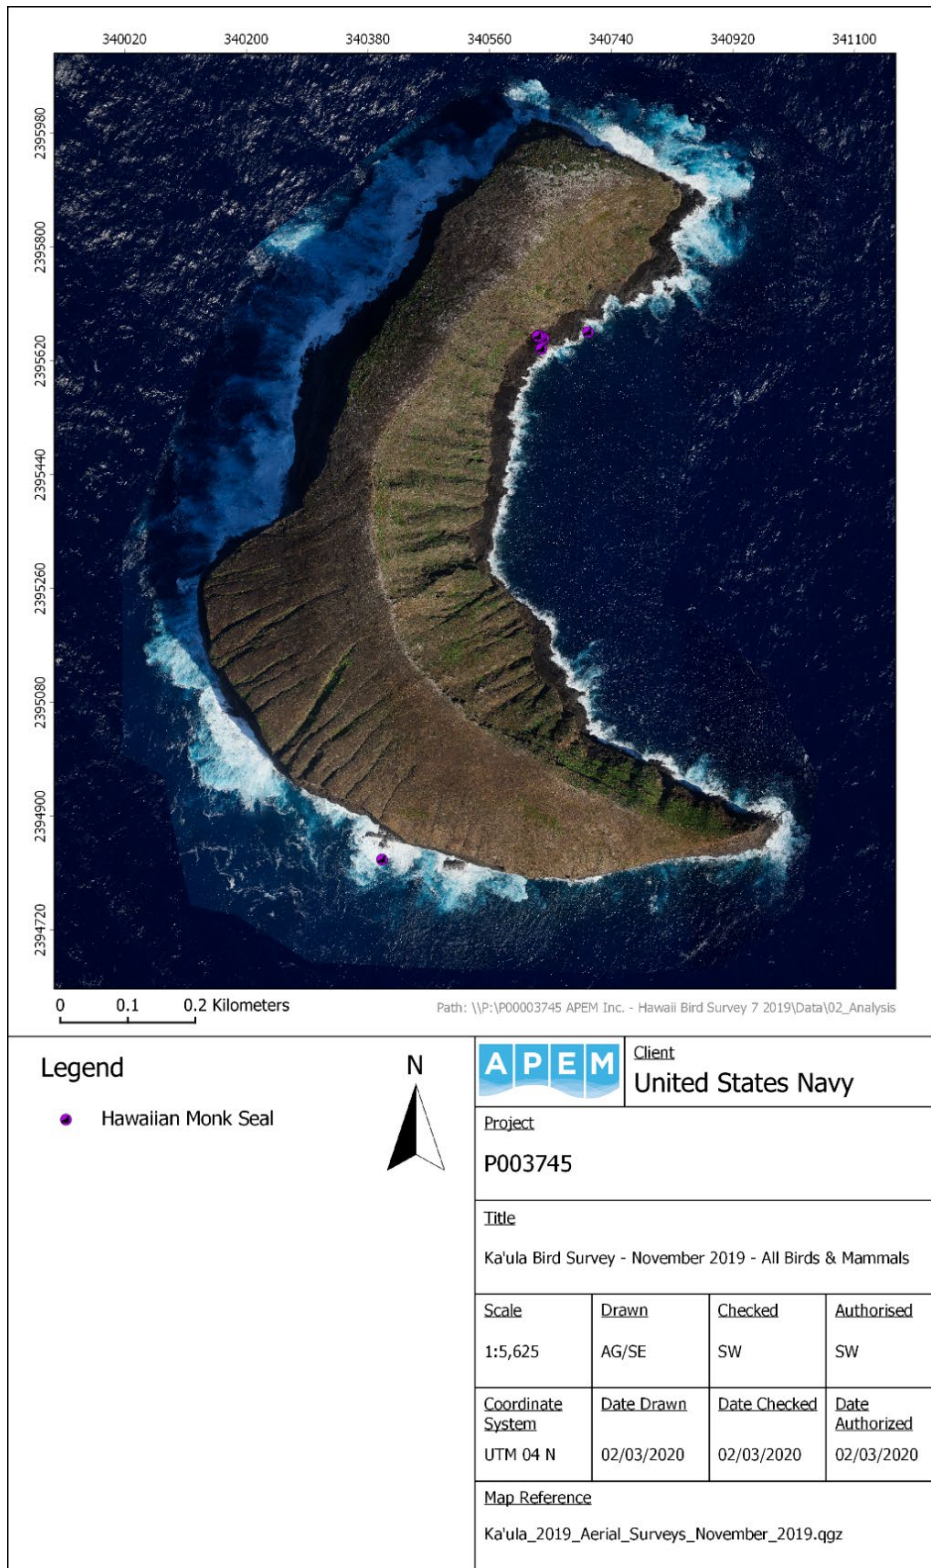 340020 340200 340380 340560 340740 340920 341100
2395980
2395800
2395620
2395440
2395260
2395080
2394900
2394720
0 0.1 0.2 Kilometers
Path: \\P:\P00003745 APEM Inc. - Hawaii Bird Survey 7 2019\Data\02_Analysis
Legend
N
Hawaiian Monk Seal
APEM
Client
United States Navy
Project
P003745
Title
Ka'ula Bird Survey - November 2019 - All Birds & Mammals
Scale Drawn Checked Authorised
1:5,625 AG/SE SW SW
Coordinate System Date Drawn Date Checked Date Authorized
UTM 04 N 02/03/2020 02/03/2020 02/03/2020
Map Reference
Ka'ula_2019_Aerial_Surveys_November_2019.qgz